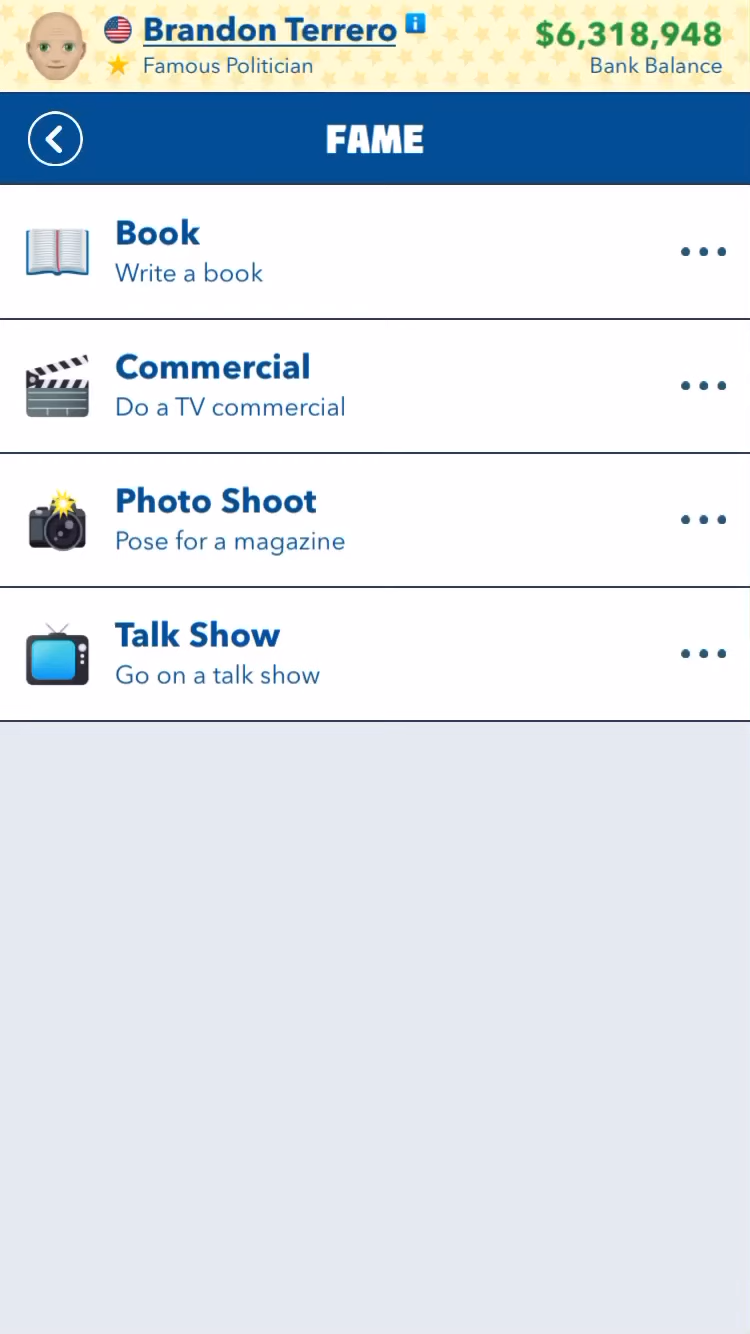 Brandon Terrero
Famous Politician
$6,318,948
Bank Balance
FAME
Book
Write a book
Commercial
Do a TV commercial
Photo Shoot
Pose for a magazine
Talk Show
Go on a talk show